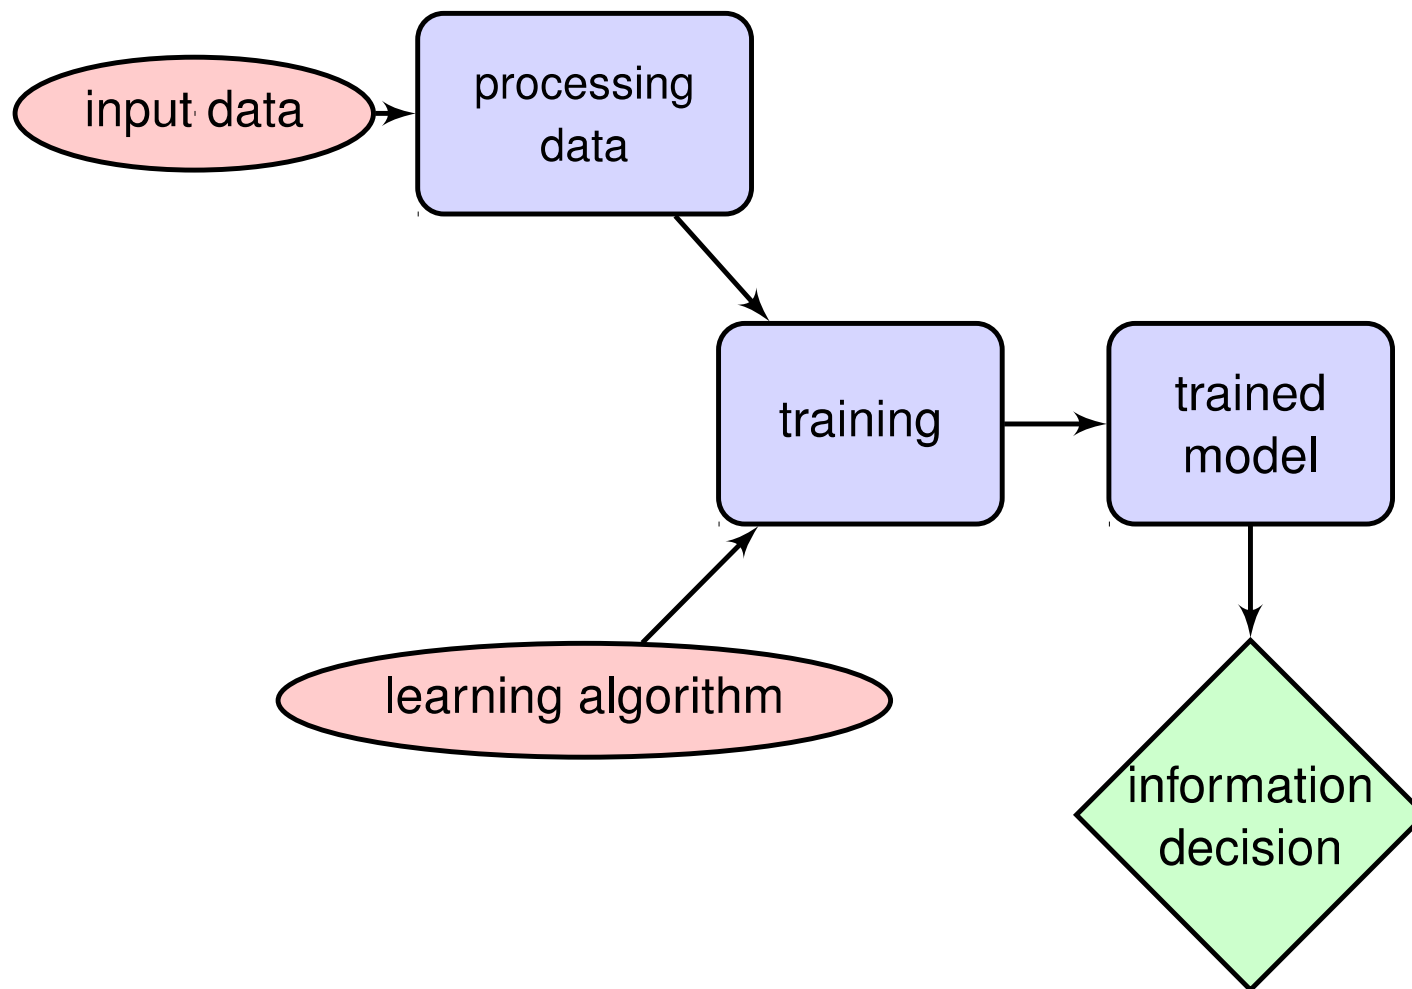 input data
processing
data
training
trained
model
learning algorithm
information
decision